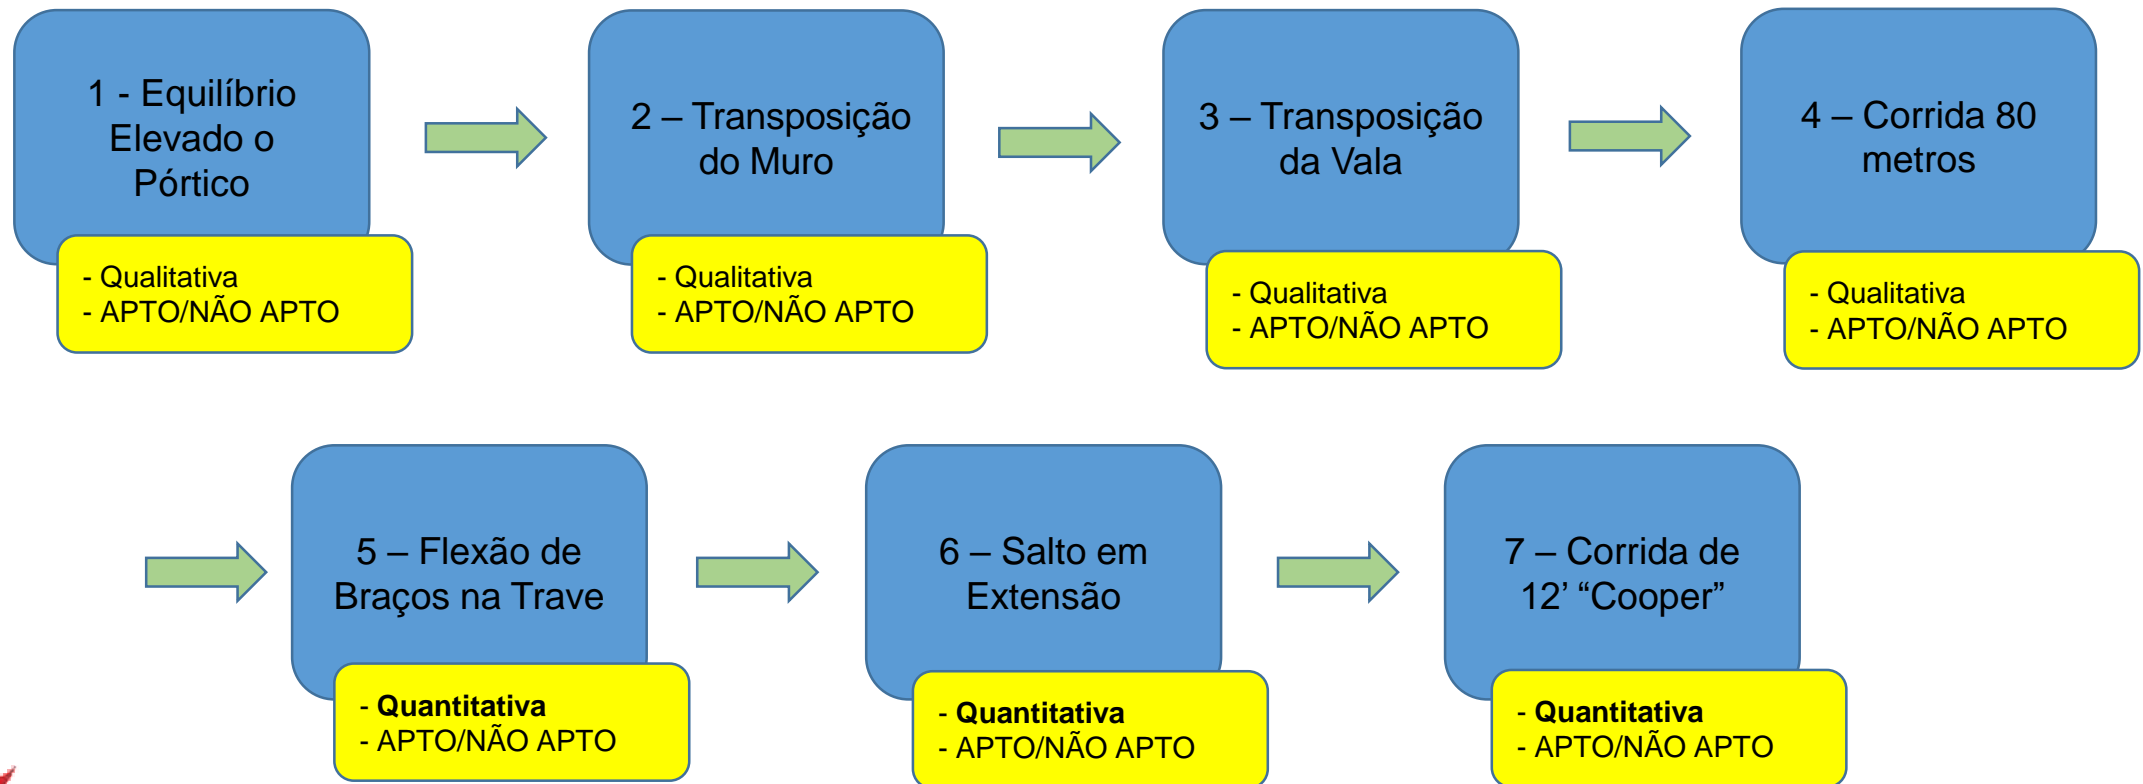 1 - Equilíbrio
Elevado o
Pórtico
- Qualitativa
- APTO/NÃO APTO
2 – Transposição
do Muro
- Qualitativa
- APTO/NÃO APTO
3 – Transposição
da Vala
- Qualitativa
- APTO/NÃO APTO
4 – Corrida 80
metros
- Qualitativa
- APTO/NÃO APTO
5 – Flexão de
Braços na Trave
- Quantitativa
- APTO/NÃO APTO
6 – Salto em
Extensão
- Quantitativa
- APTO/NÃO APTO
7 – Corrida de
12’ “Cooper”
- Quantitativa
- APTO/NÃO APTO